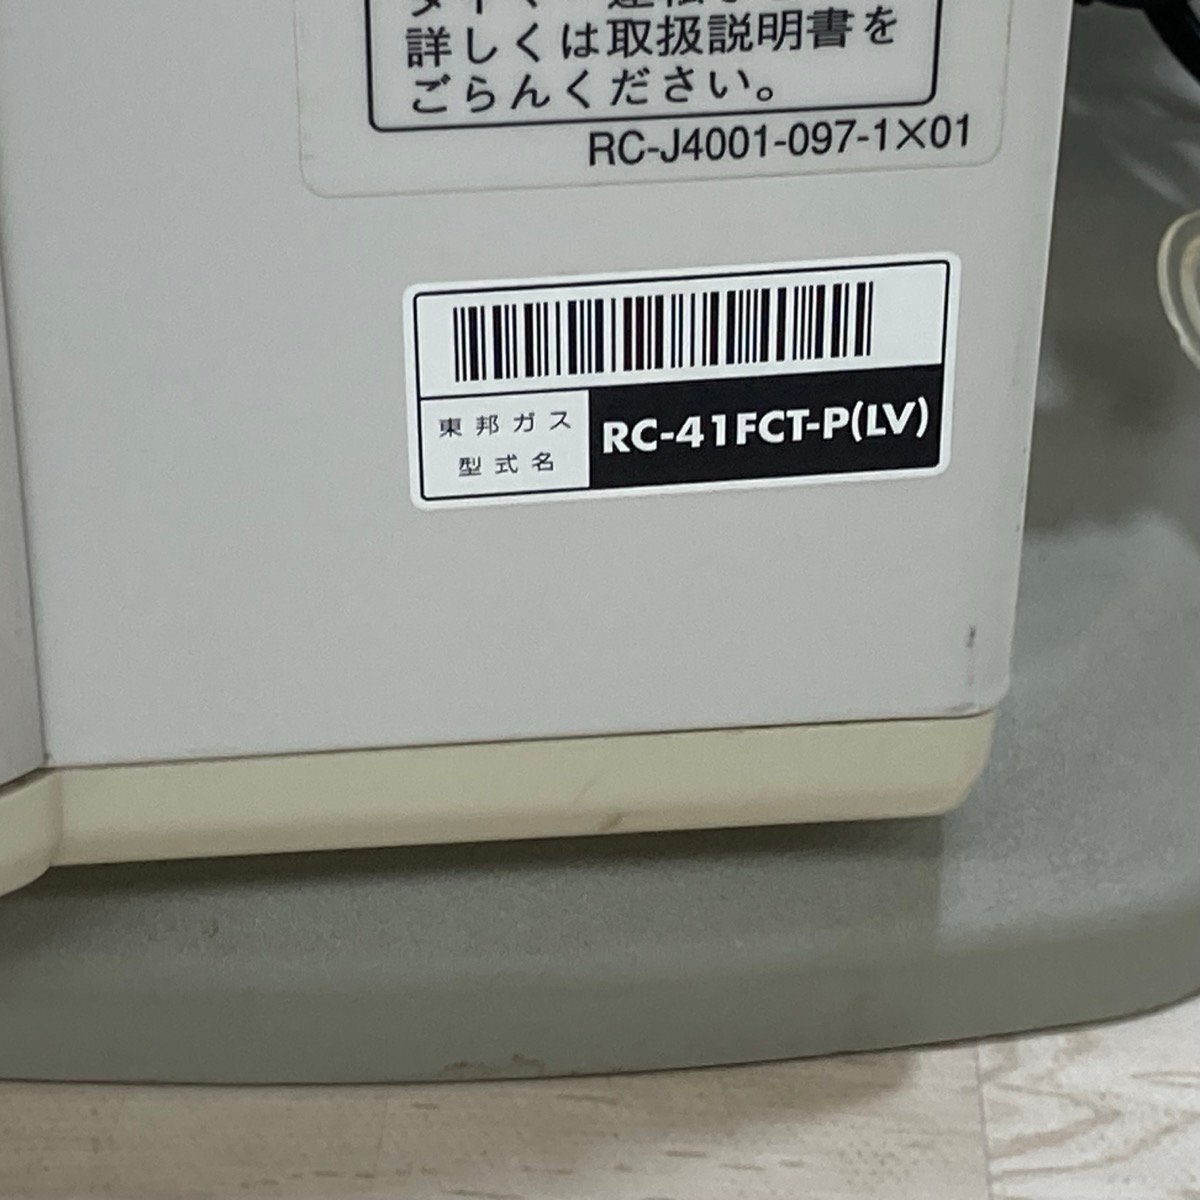 詳しくは取扱説明書を
ごらんください。
RC-J4001-097-1×01
東邦ガス
型式名
RC-41FCT-P(LV)